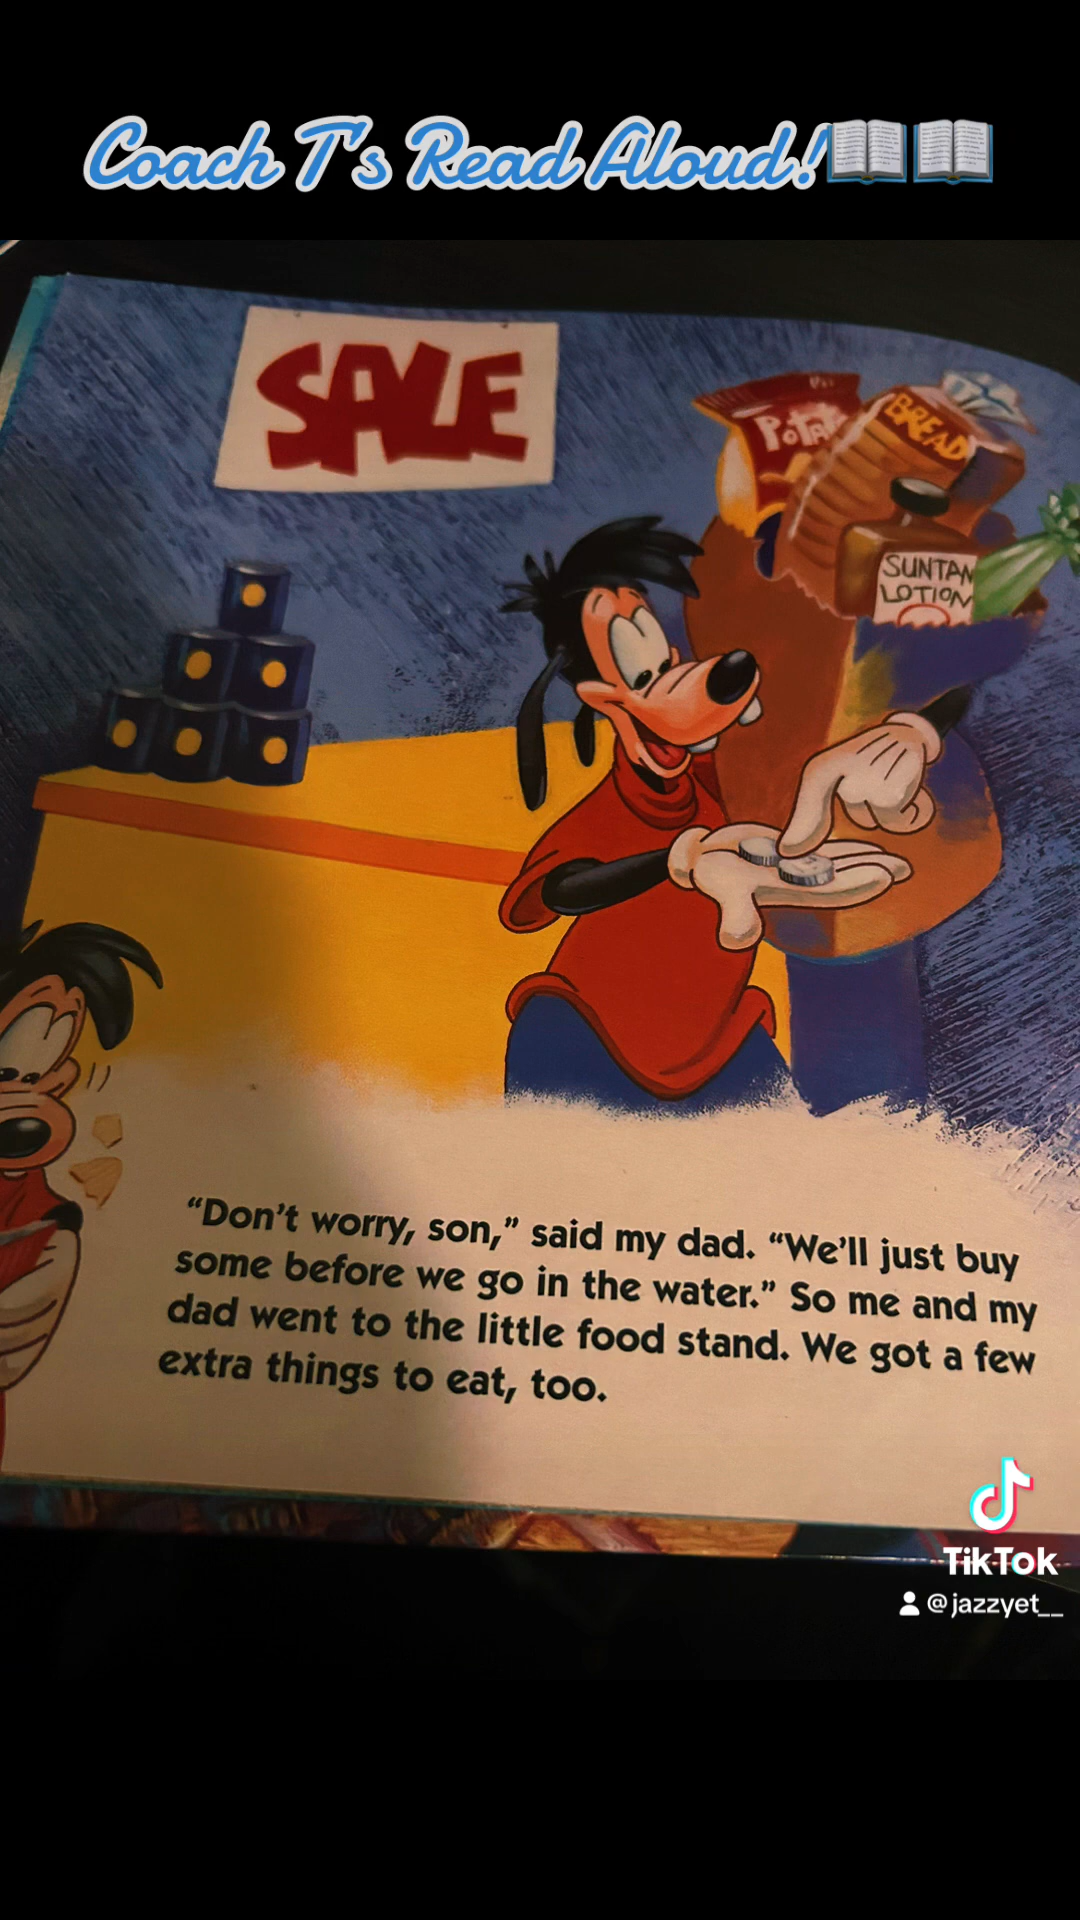 Coach T's Read Aloud!
SALE
BREAD
SUNTAN
LOTION
“Don’t worry, son,” said my dad. “We’ll just buy
some before we go in the water.” So me and my
dad went to the little food stand. We got a few
extra things to eat, too.
TikTok
@jazzyet__